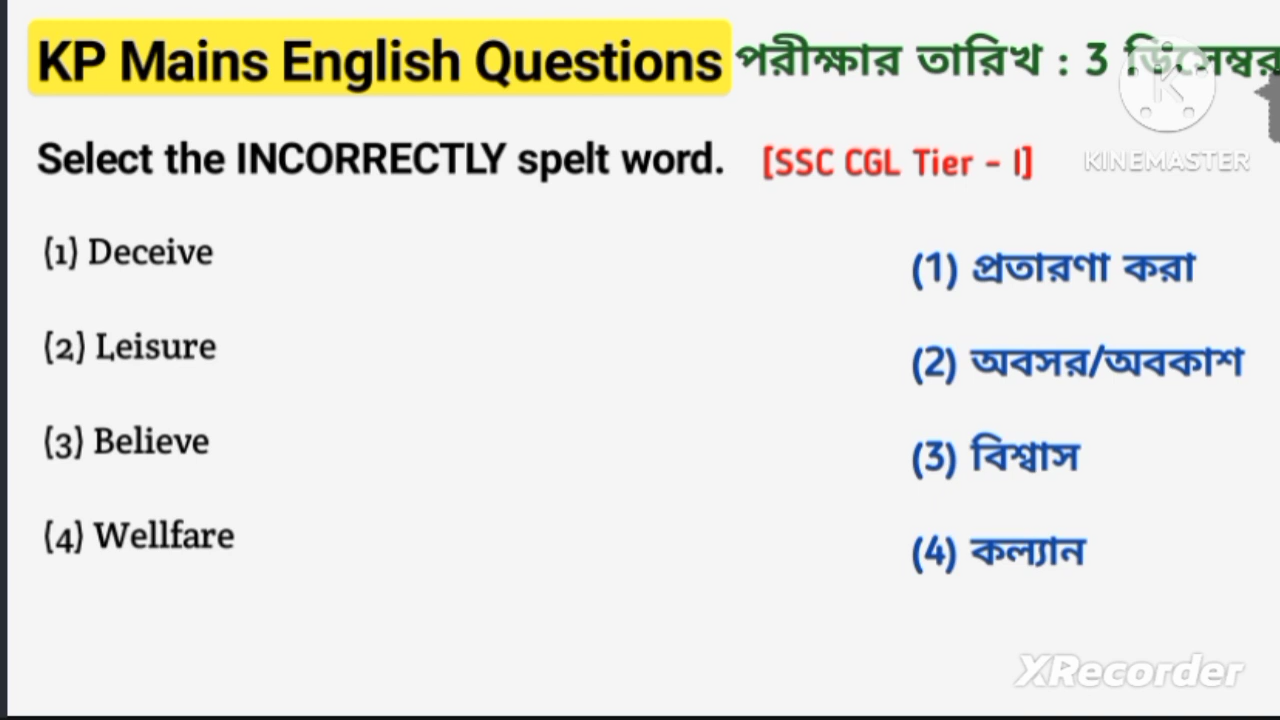 KP Mains English Questions পরীক্ষার তারিখ : 3 ডিসেম্বর
KINEMASTER
Select the INCORRECTLY spelt word. [SSC CGL Tier - I]
(1) Deceive (1) প্রতারণা করা
(2) Leisure (2) অবসর/অবকাশ
(3) Believe (3) বিশ্বাস
(4) Wellfare (4) কল্যান
XRecorder